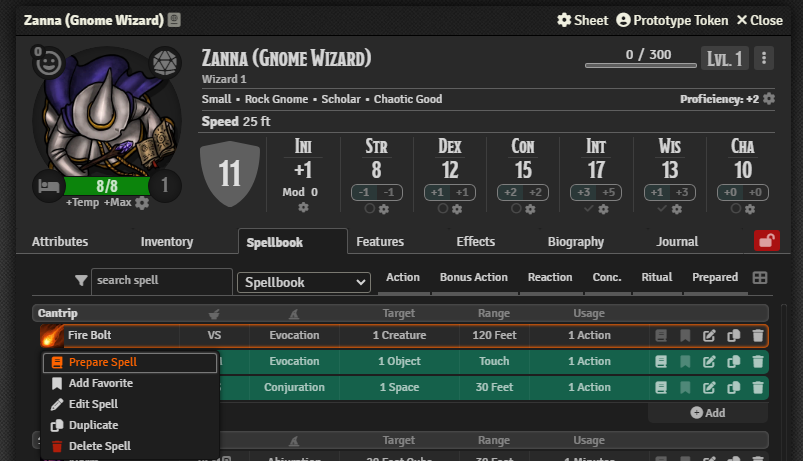 Zanna (Gnome Wizard) Sheet Prototype Token Close
0
Zanna (Gnome Wizard) 0 / 300 Lvl. 1
Wizard 1
Small • Rock Gnome • Scholar • Chaotic Good Proficiency: +2
Speed 25 ft
Ini Str Dex Con Int Wis Cha
11 +1 8 12 15 17 13 10
8/8 1 Mod 0 -1 -1 +1 +1 +2 +2 +3 +5 +1 +3 +0 +0
+Temp +Max
Attributes Inventory Spellbook Features Effects Biography Journal
search spell Spellbook Action Bonus Action Reaction Conc. Ritual Prepared
Cantrip Target Range Usage
Fire Bolt VS Evocation 1 Creature 120 Feet 1 Action
Prepare Spell Evocation 1 Object Touch 1 Action
Add Favorite Conjuration 1 Space 30 Feet 1 Action
Edit Spell
Duplicate Add
Delete Spell Target Range Usage